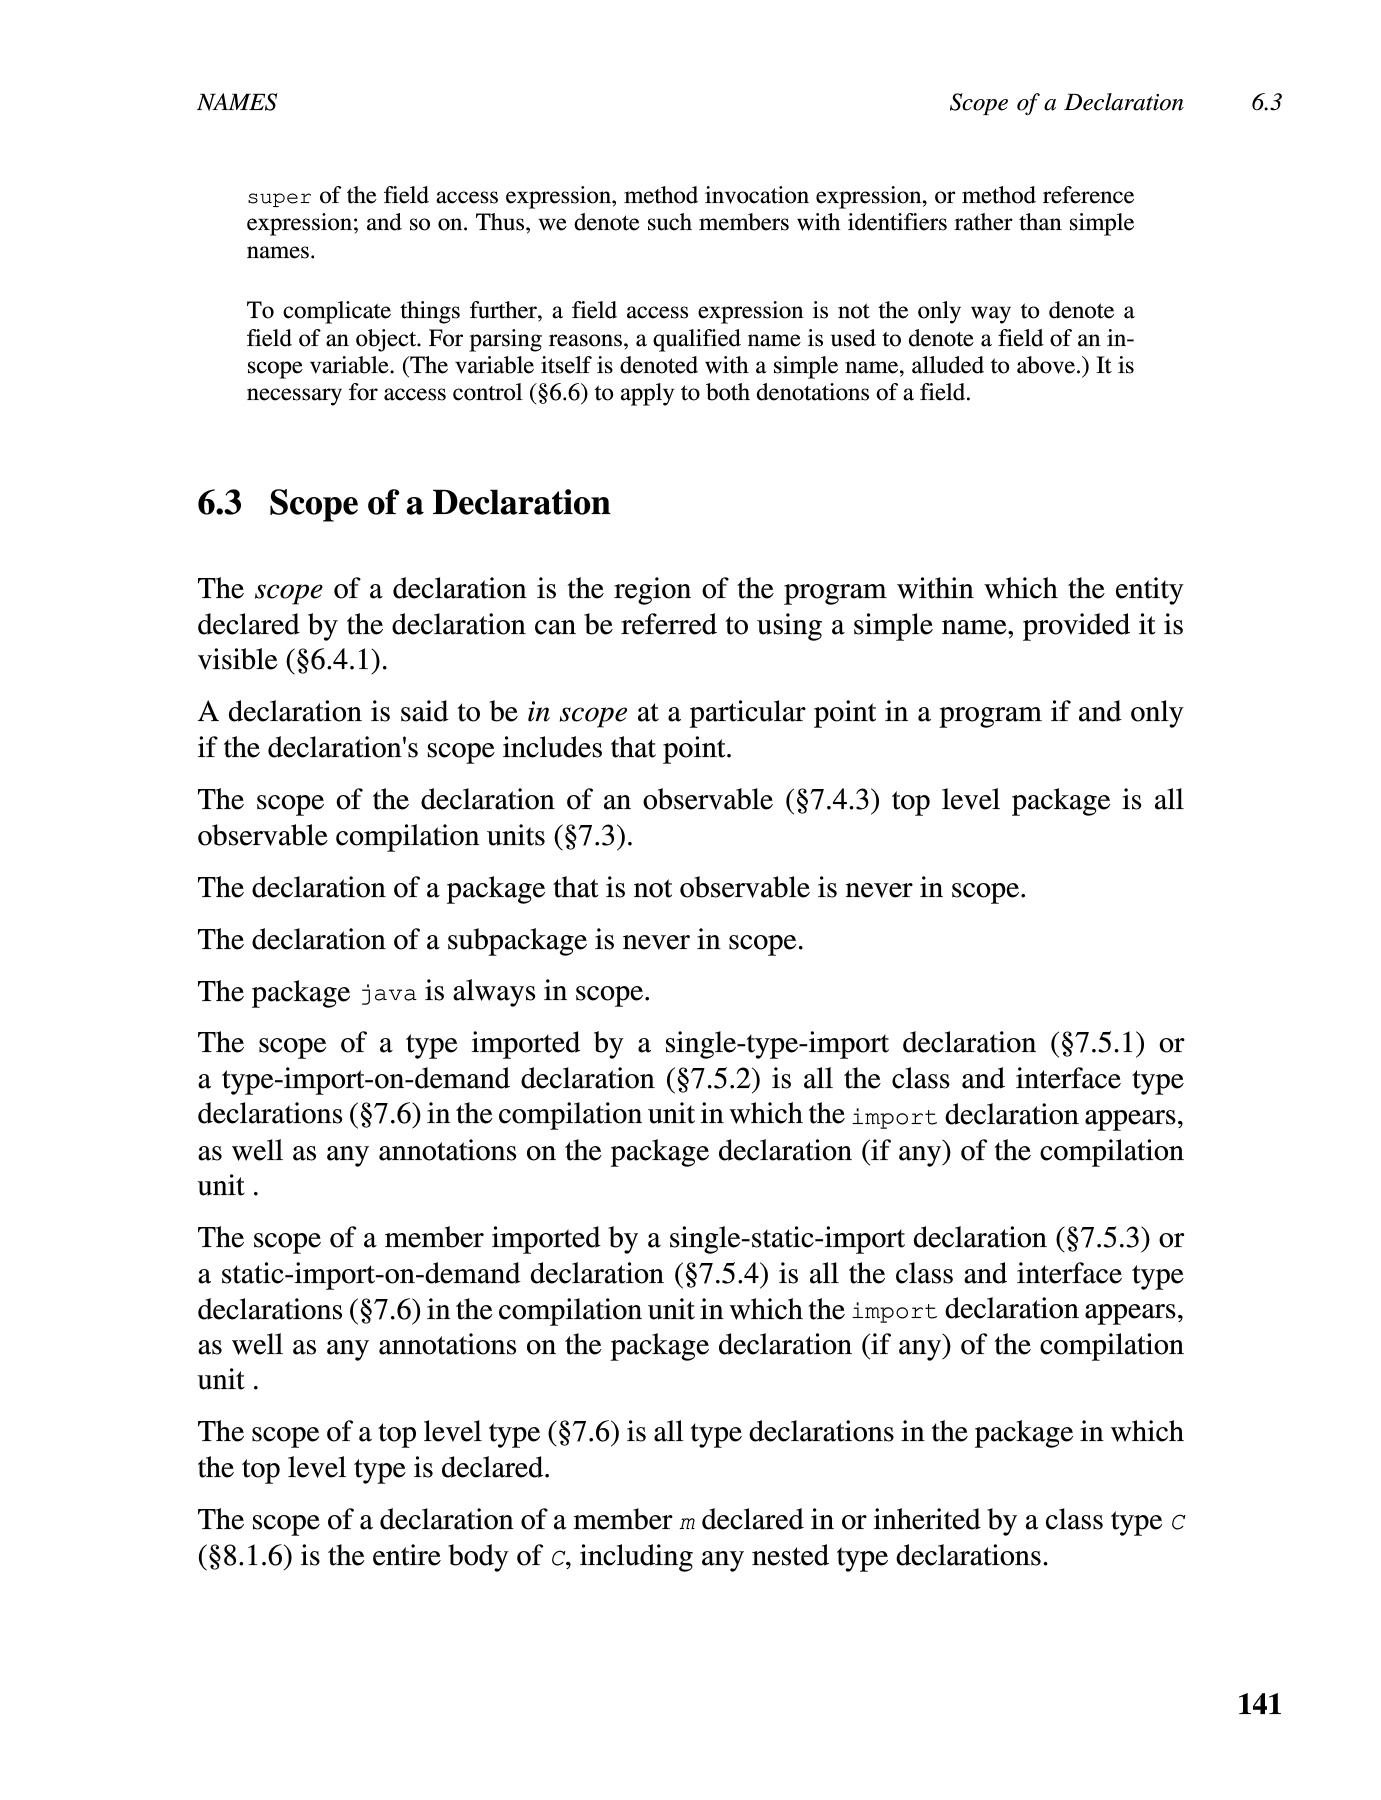 NAMES Scope of a Declaration 6.3
super of the field access expression, method invocation expression, or method reference
expression; and so on. Thus, we denote such members with identifiers rather than simple
names.
To complicate things further, a field access expression is not the only way to denote a
field of an object. For parsing reasons, a qualified name is used to denote a field of an in-
scope variable. (The variable itself is denoted with a simple name, alluded to above.) It is
necessary for access control (§6.6) to apply to both denotations of a field.
6.3 Scope of a Declaration
The scope of a declaration is the region of the program within which the entity
declared by the declaration can be referred to using a simple name, provided it is
visible (§6.4.1).
A declaration is said to be in scope at a particular point in a program if and only
if the declaration's scope includes that point.
The scope of the declaration of an observable (§7.4.3) top level package is all
observable compilation units (§7.3).
The declaration of a package that is not observable is never in scope.
The declaration of a subpackage is never in scope.
The package java is always in scope.
The scope of a type imported by a single-type-import declaration (§7.5.1) or
a type-import-on-demand declaration (§7.5.2) is all the class and interface type
declarations (§7.6) in the compilation unit in which the import declaration appears,
as well as any annotations on the package declaration (if any) of the compilation
unit .
The scope of a member imported by a single-static-import declaration (§7.5.3) or
a static-import-on-demand declaration (§7.5.4) is all the class and interface type
declarations (§7.6) in the compilation unit in which the import declaration appears,
as well as any annotations on the package declaration (if any) of the compilation
unit .
The scope of a top level type (§7.6) is all type declarations in the package in which
the top level type is declared.
The scope of a declaration of a member m declared in or inherited by a class type C
(§8.1.6) is the entire body of C, including any nested type declarations.
141